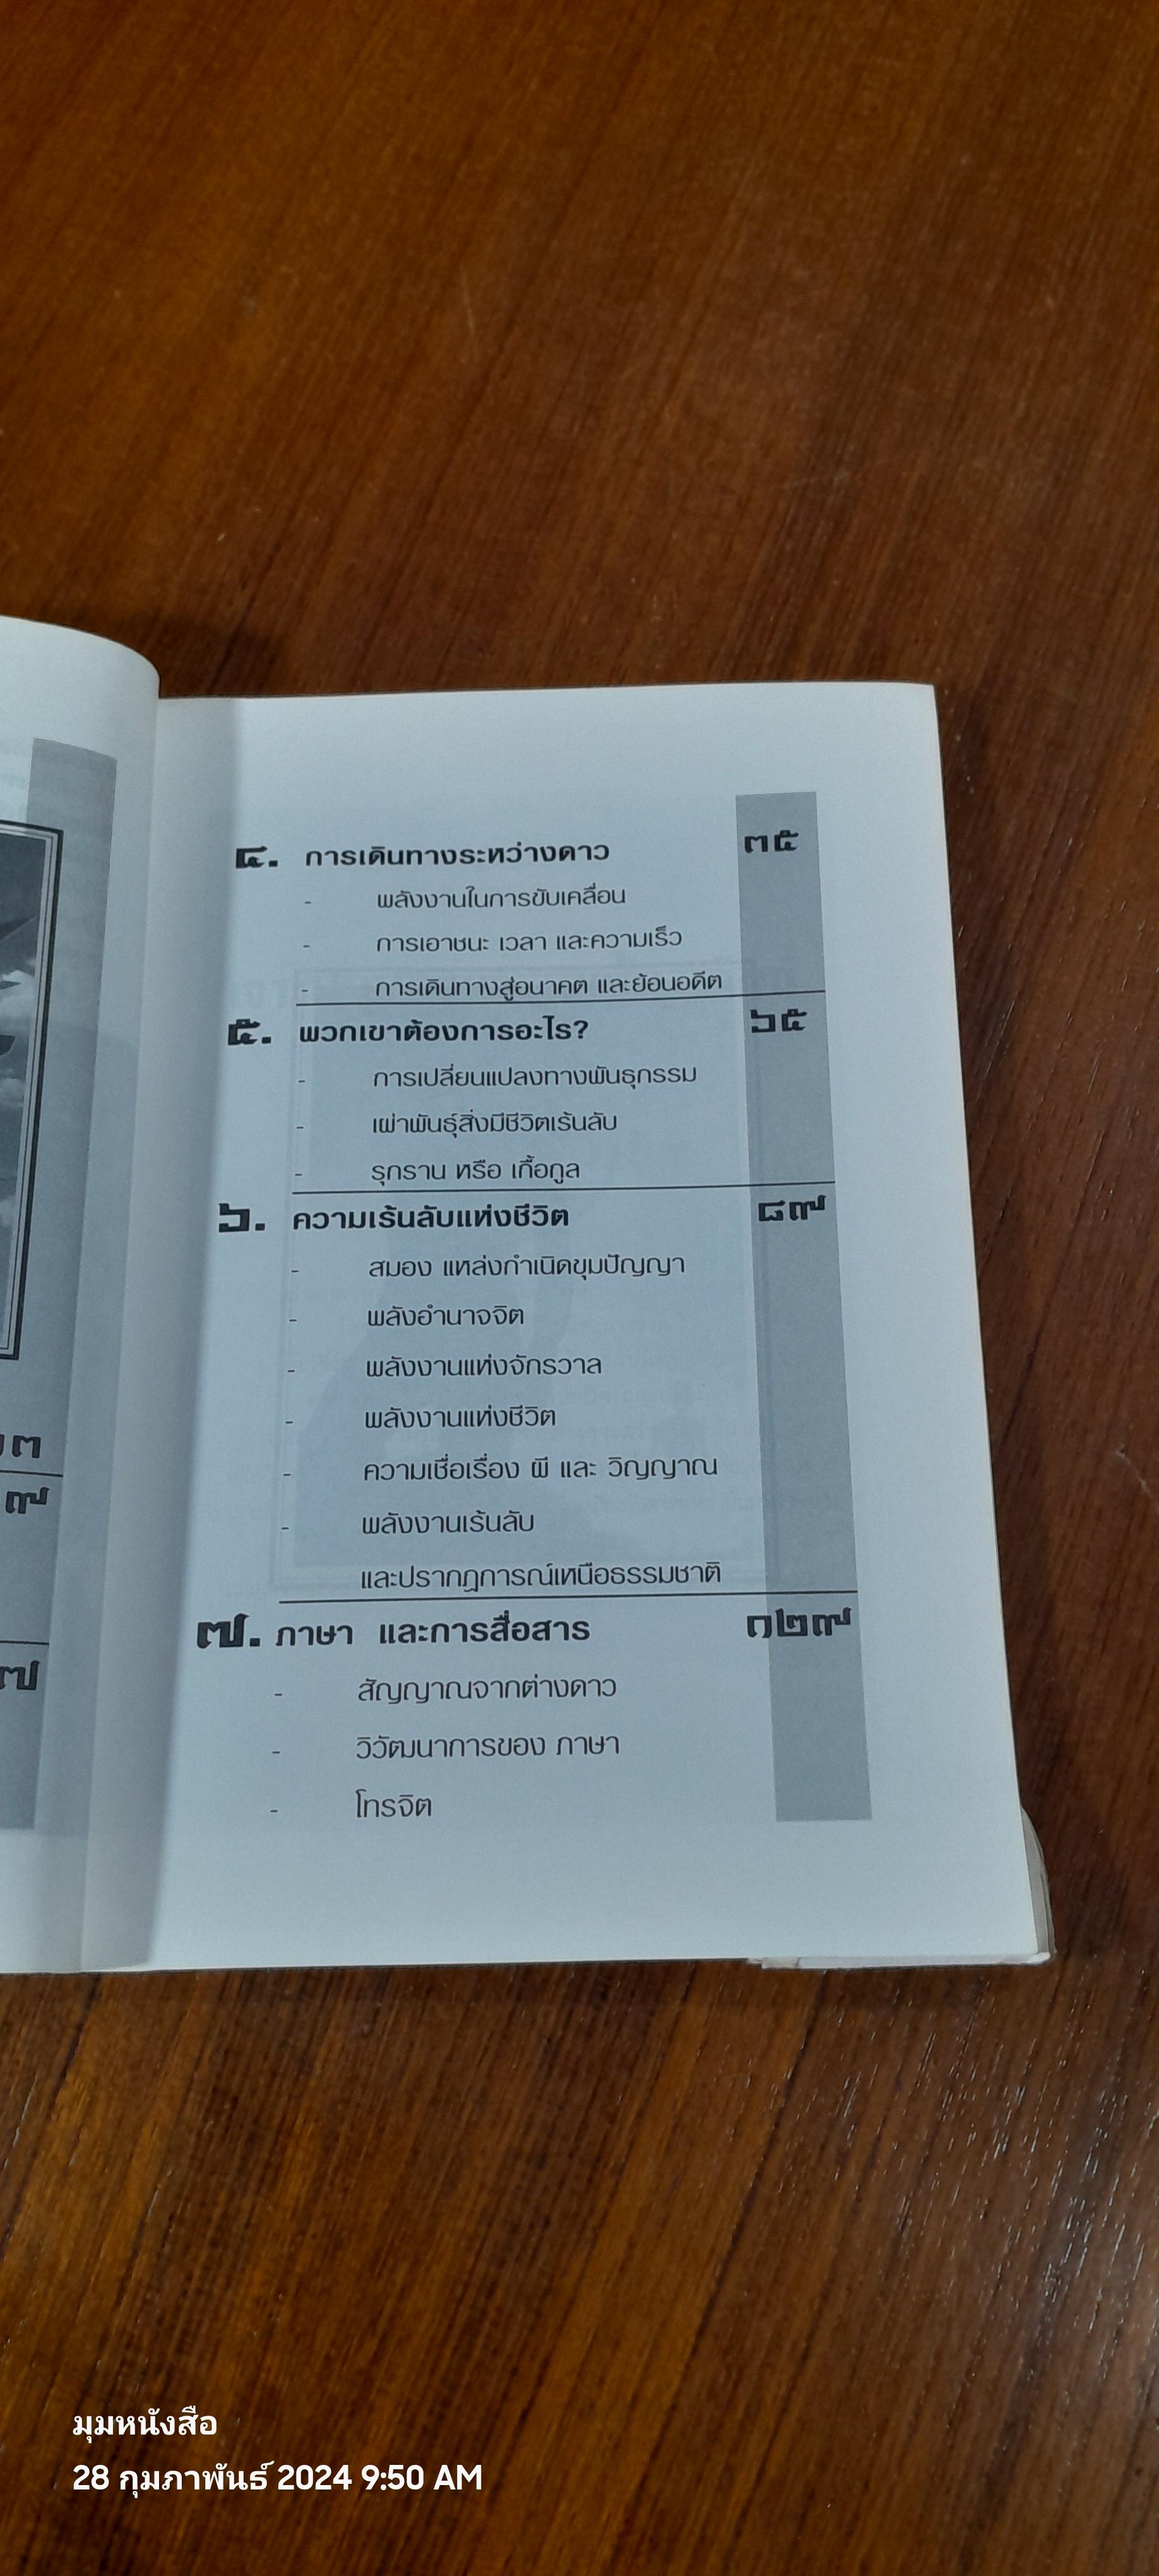 ๔. การเดินทางระหว่างดาว ๓๕
- พลังงานในการขับเคลื่อน
- การเอาชนะ เวลา และความเร็ว
- การเดินทางสู่อนาคต และย้อนอดีต
๕. พวกเขาต้องการอะไร? ๖๕
- การเปลี่ยนแปลงทางพันธุกรรม
- เผ่าพันธุ์สิ่งมีชีวิตเร้นลับ
- รุกราน หรือ เกื้อกูล
๖. ความเร้นลับแห่งชีวิต ๘๙
- สมอง แหล่งกำเนิดขุมปัญญา
- พลังอำนาจจิต
- พลังงานแห่งจักรวาล
- พลังงานแห่งชีวิต
- ความเชื่อเรื่อง ผี และ วิญญาณ
- พลังงานเร้นลับ
และปรากฏการณ์เหนือธรรมชาติ
๗. ภาษา และการสื่อสาร ๑๒๙
- สัญญาณจากต่างดาว
- วิวัฒนาการของ ภาษา
- โทรจิต
มุมหนังสือ
28 กุมภาพันธ์ 2024 9:50 AM